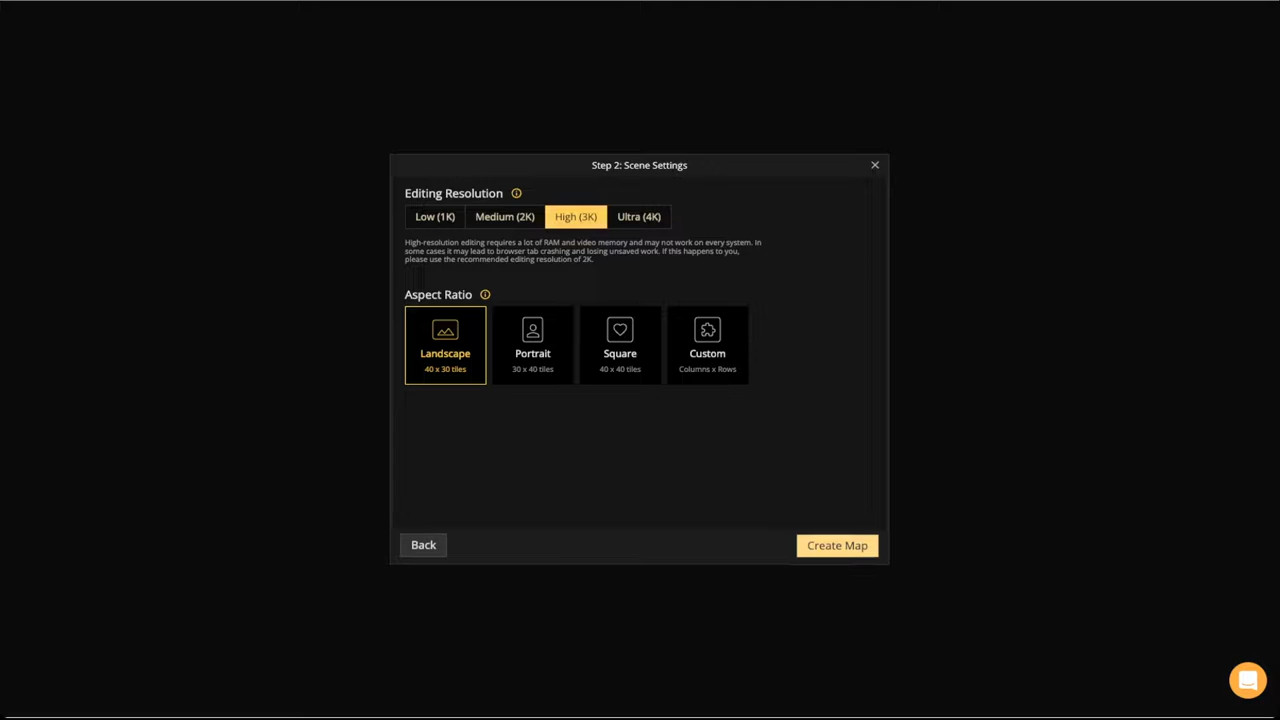 Step 2: Scene Settings
Editing Resolution
Low (1K) Medium (2K) High (3K) Ultra (4K)
High-resolution editing requires a lot of RAM and video memory and may not work on every system. In
some cases it may lead to browser tab crashing and losing unsaved work. If this happens to you,
please use the recommended editing resolution of 2K.
Aspect Ratio
Landscape Portrait Square Custom
40 x 30 tiles 30 x 40 tiles 40 x 40 tiles Columns x Rows
Back Create Map